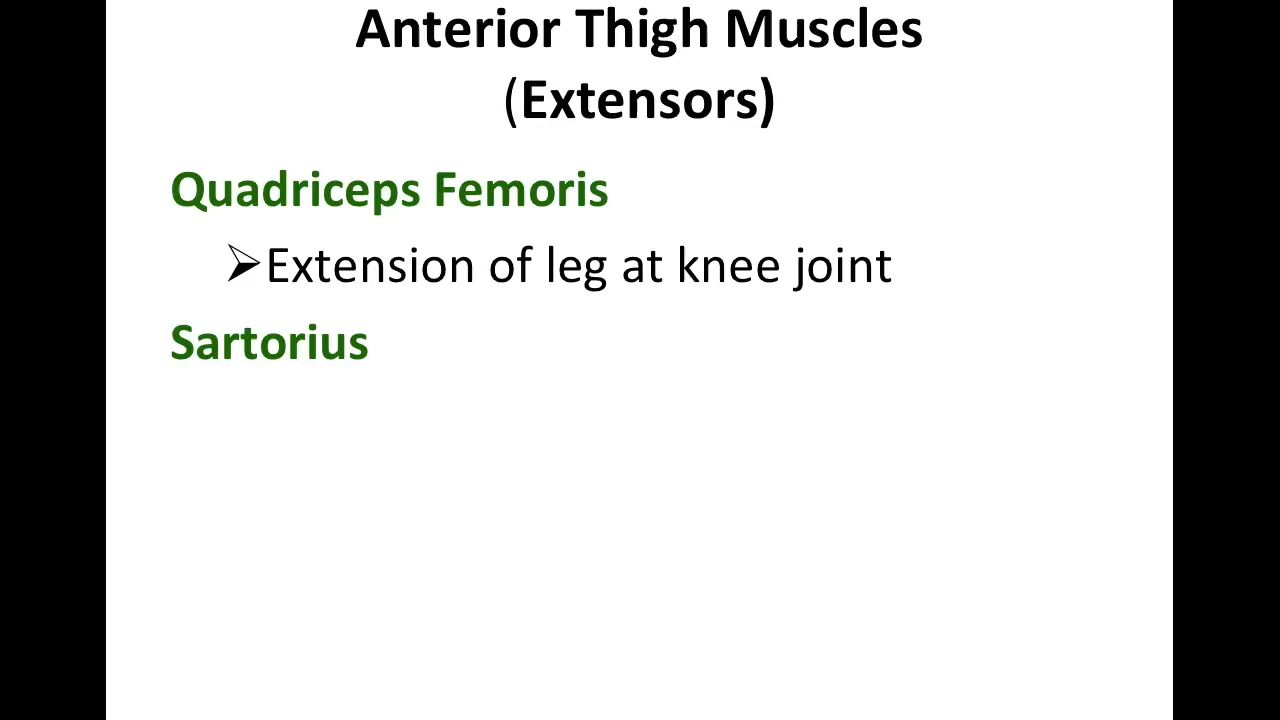 Anterior Thigh Muscles
(Extensors)
Quadriceps Femoris
➢Extension of leg at knee joint
Sartorius